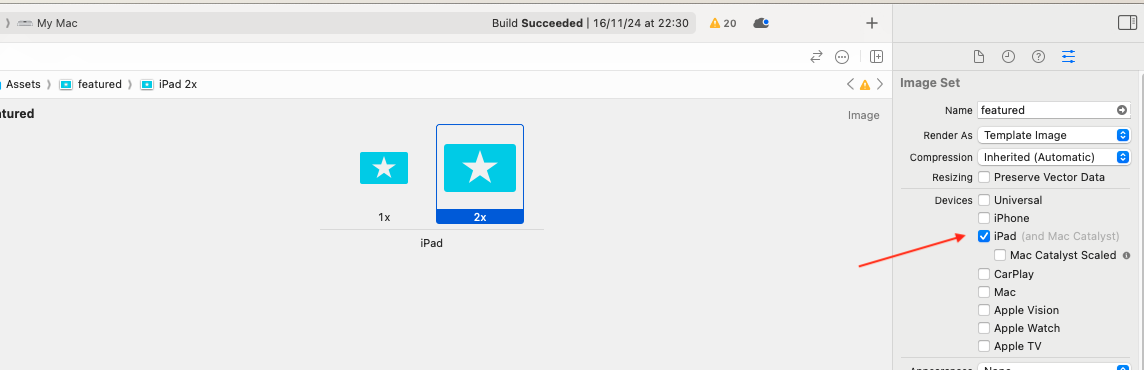 My Mac
Build Succeeded | 16/11/24 at 22:30
20
Assets
featured
iPad 2x
tured
Image
1x
2x
iPad
Image Set
Name featured
Render As Template Image
Compression Inherited (Automatic)
Resizing Preserve Vector Data
Devices Universal
iPhone
iPad (and Mac Catalyst)
Mac Catalyst Scaled
CarPlay
Mac
Apple Vision
Apple Watch
Apple TV